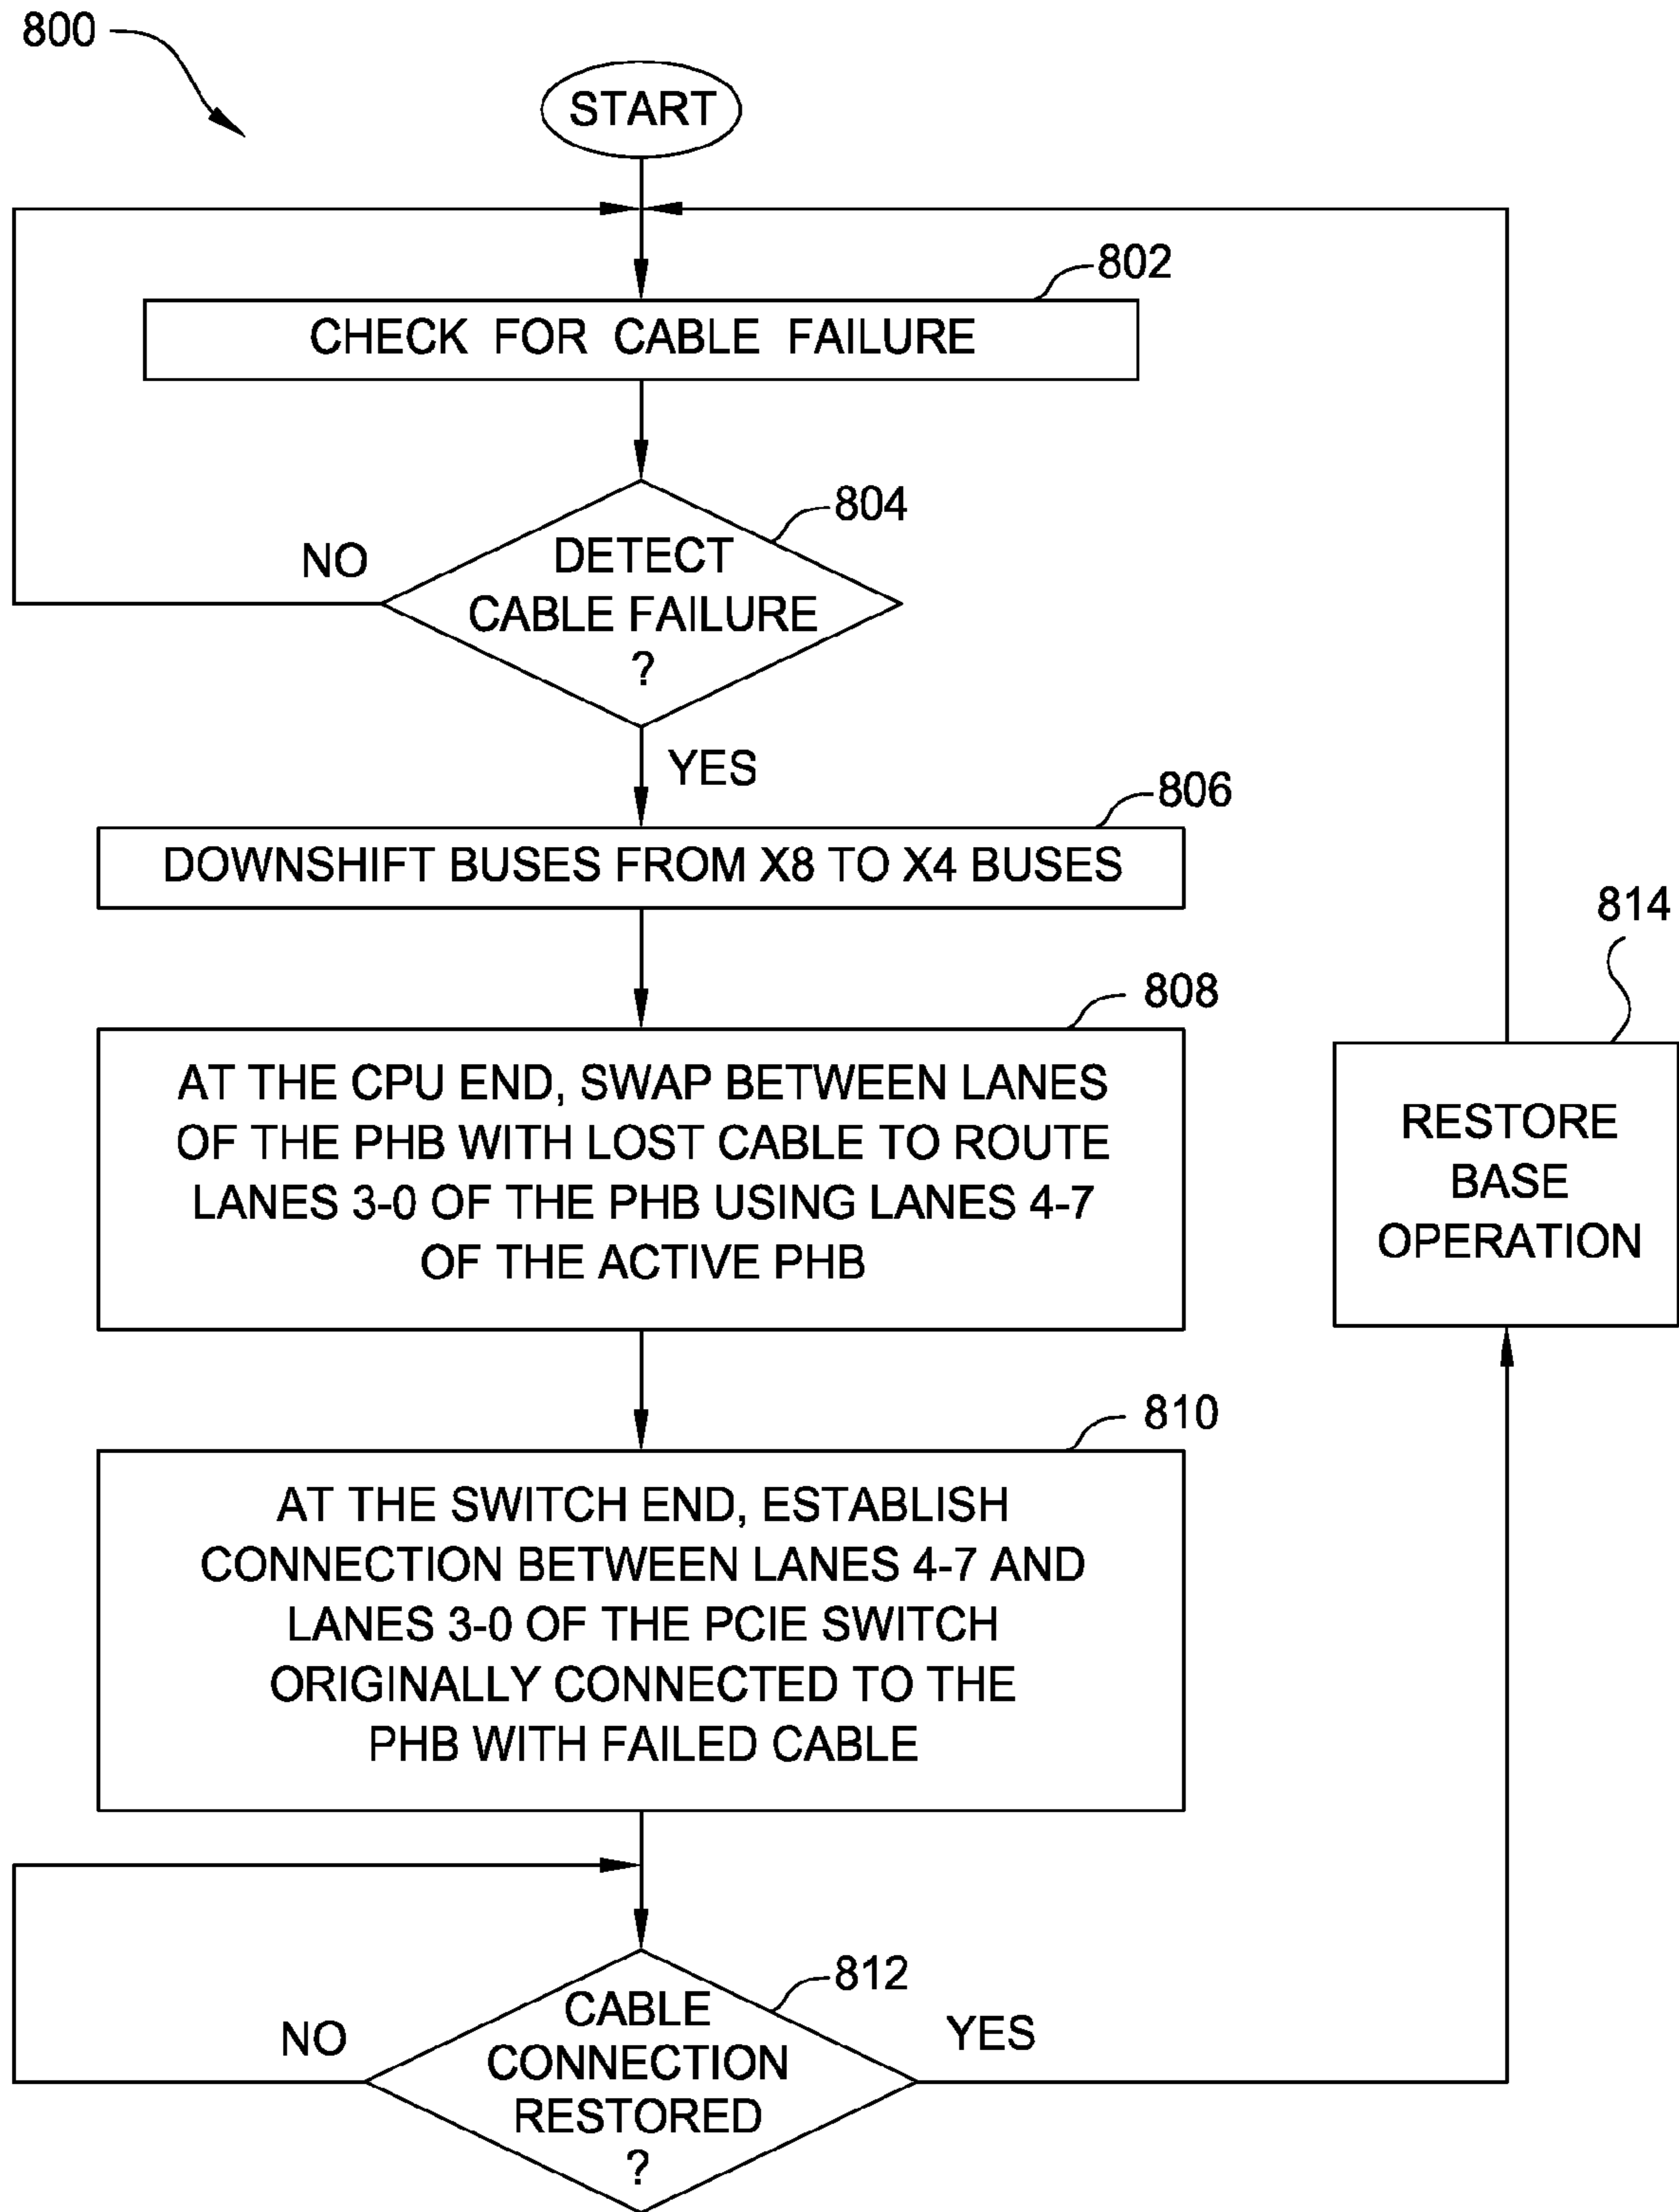 800
START
802
CHECK FOR CABLE FAILURE
804
DETECT
CABLE FAILURE
?
NO
YES
806
DOWNSHIFT BUSES FROM X8 TO X4 BUSES
808
AT THE CPU END, SWAP BETWEEN LANES
OF THE PHB WITH LOST CABLE TO ROUTE
LANES 3-0 OF THE PHB USING LANES 4-7
OF THE ACTIVE PHB
814
RESTORE
BASE
OPERATION
810
AT THE SWITCH END, ESTABLISH
CONNECTION BETWEEN LANES 4-7 AND
LANES 3-0 OF THE PCIE SWITCH
ORIGINALLY CONNECTED TO THE
PHB WITH FAILED CABLE
812
CABLE
CONNECTION
RESTORED
?
NO
YES